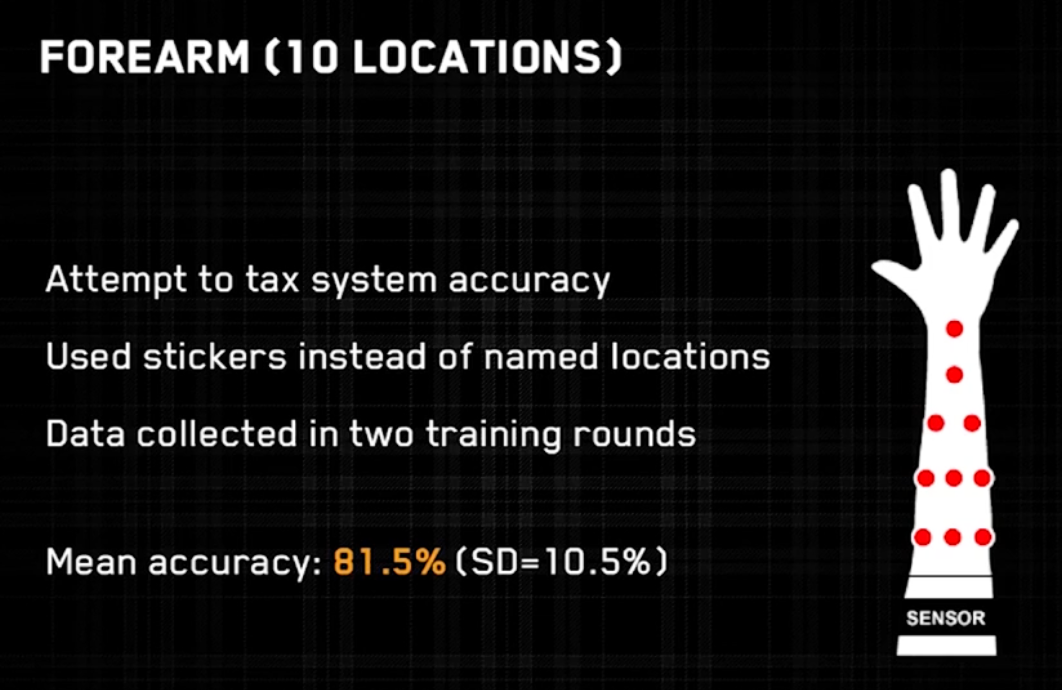 FOREARM (10 LOCATIONS)
Attempt to tax system accuracy
Used stickers instead of named locations
Data collected in two training rounds
Mean accuracy: 81.5% (SD=10.5%)
SENSOR